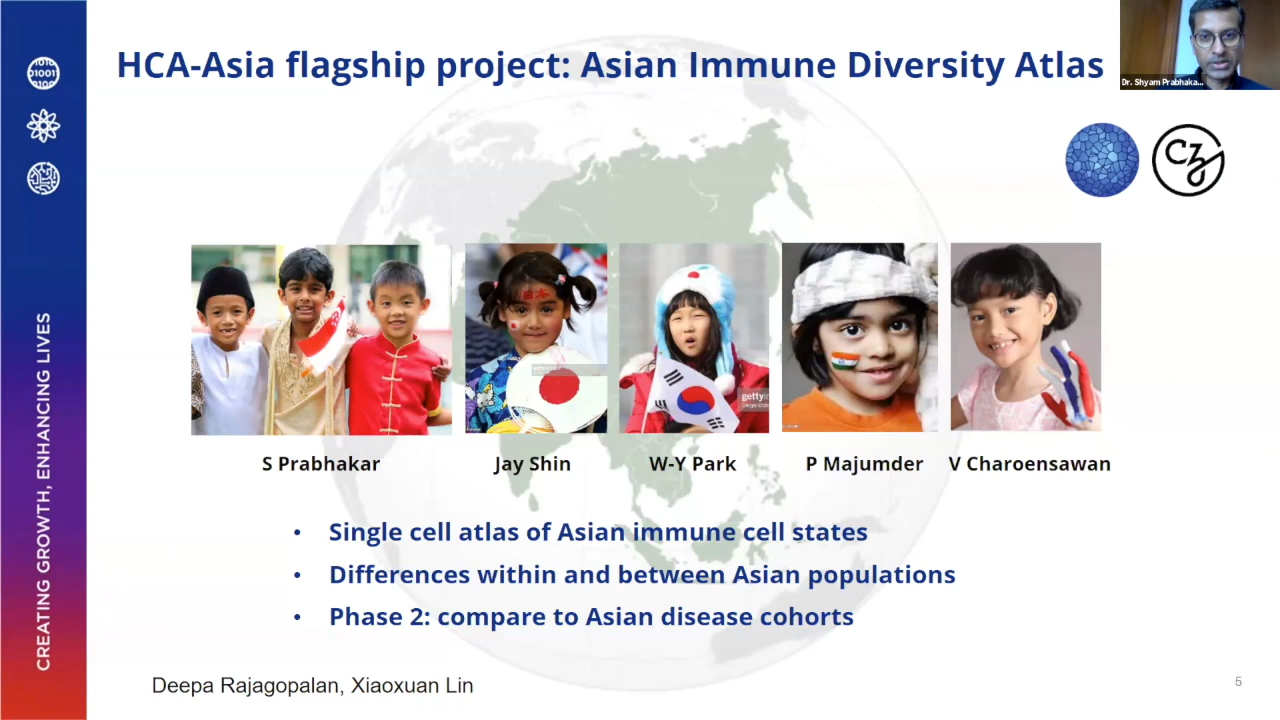 HCA-Asia flagship project: Asian Immune Diversity Atlas
Dr. Shyam Prabhaka...
CZ
S Prabhakar
Jay Shin
W-Y Park
P Majumder
V Charoensawan
• Single cell atlas of Asian immune cell states
• Differences within and between Asian populations
• Phase 2: compare to Asian disease cohorts
Deepa Rajagopalan, Xiaoxuan Lin
5
CREATING GROWTH, ENHANCING LIVES